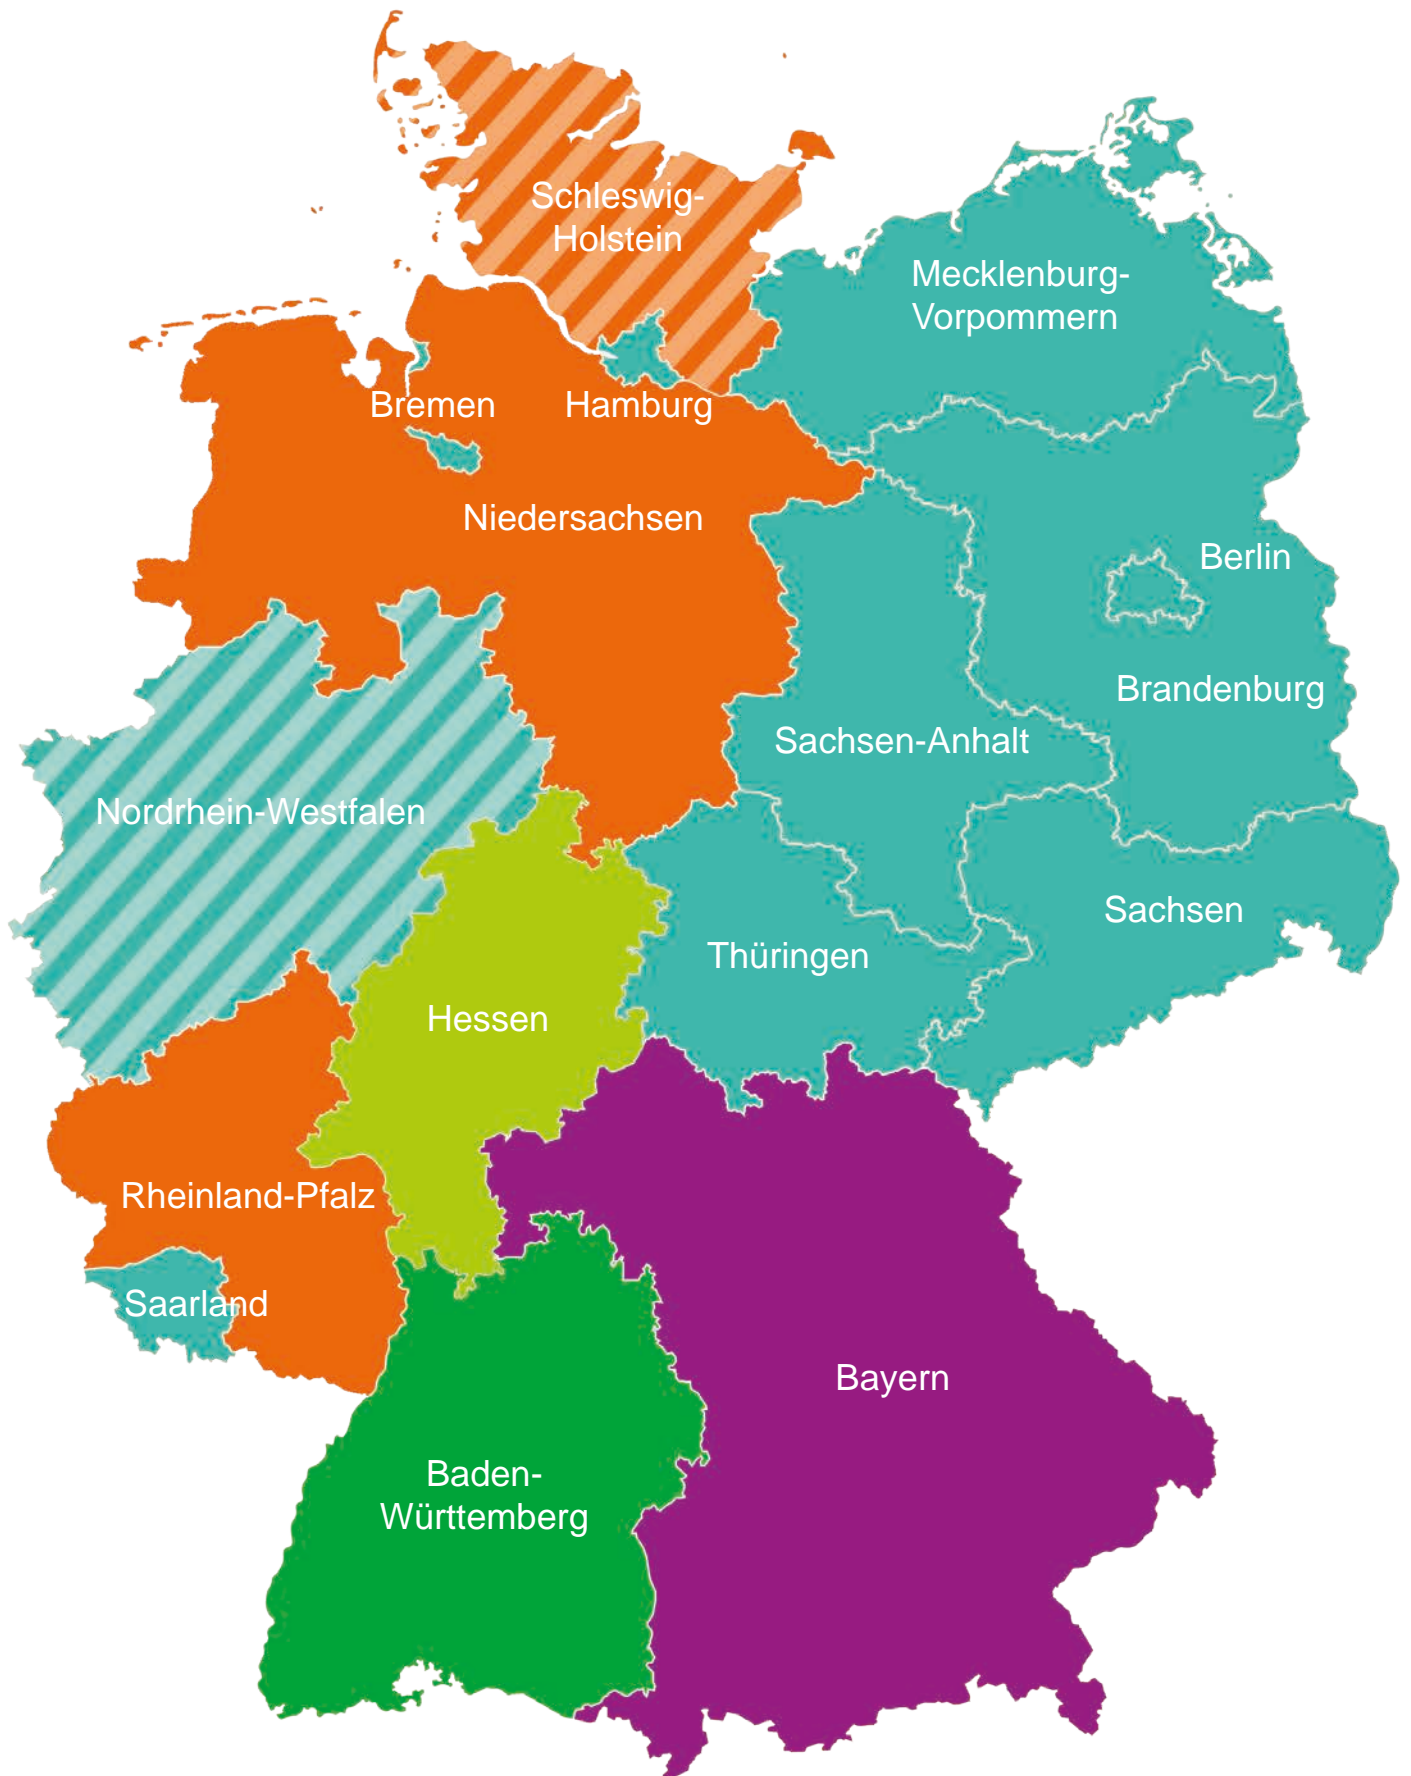 Schleswig-
Holstein
Mecklenburg-
Vorpommern
Bremen
Hamburg
Niedersachsen
Berlin
Brandenburg
Sachsen-Anhalt
Nordrhein-Westfalen
Sachsen
Thüringen
Hessen
Rheinland-Pfalz
Saarland
Bayern
Baden-
Württemberg